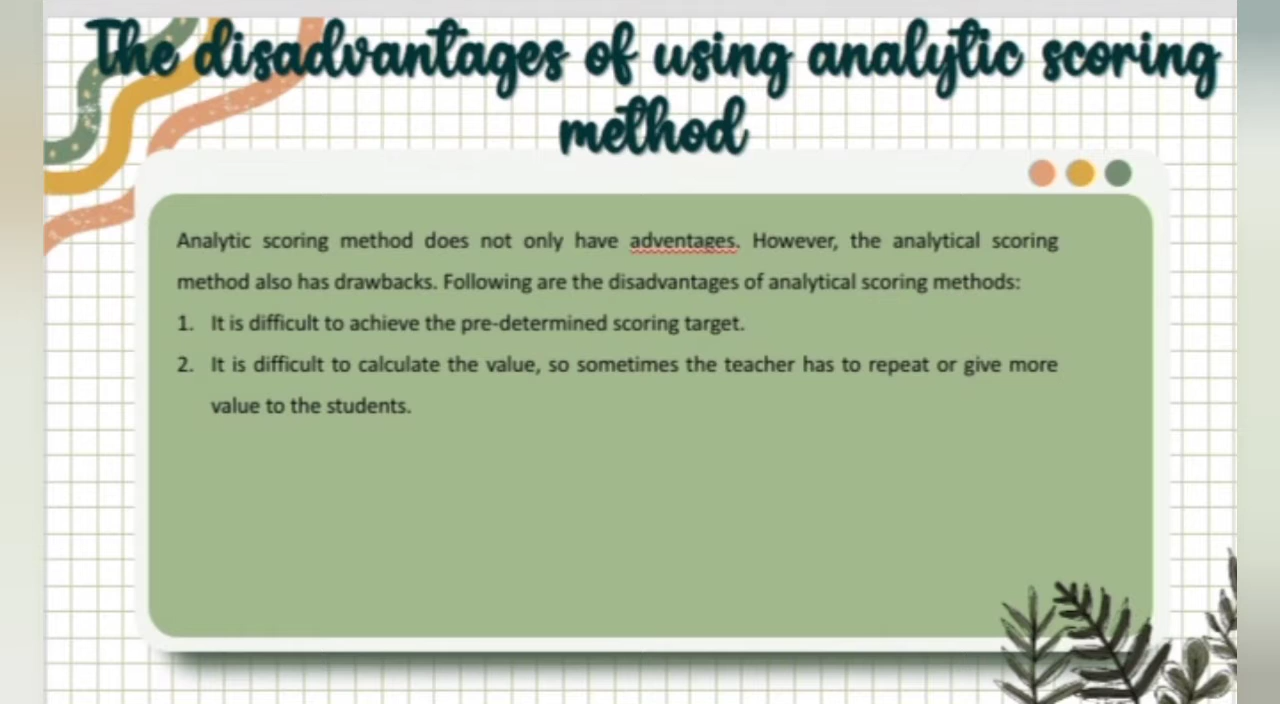 The disadvantages of using analytic scoring
method
Analytic scoring method does not only have adventages. However, the analytical scoring
method also has drawbacks. Following are the disadvantages of analytical scoring methods:
1. It is difficult to achieve the pre-determined scoring target.
2. It is difficult to calculate the value, so sometimes the teacher has to repeat or give more
value to the students.